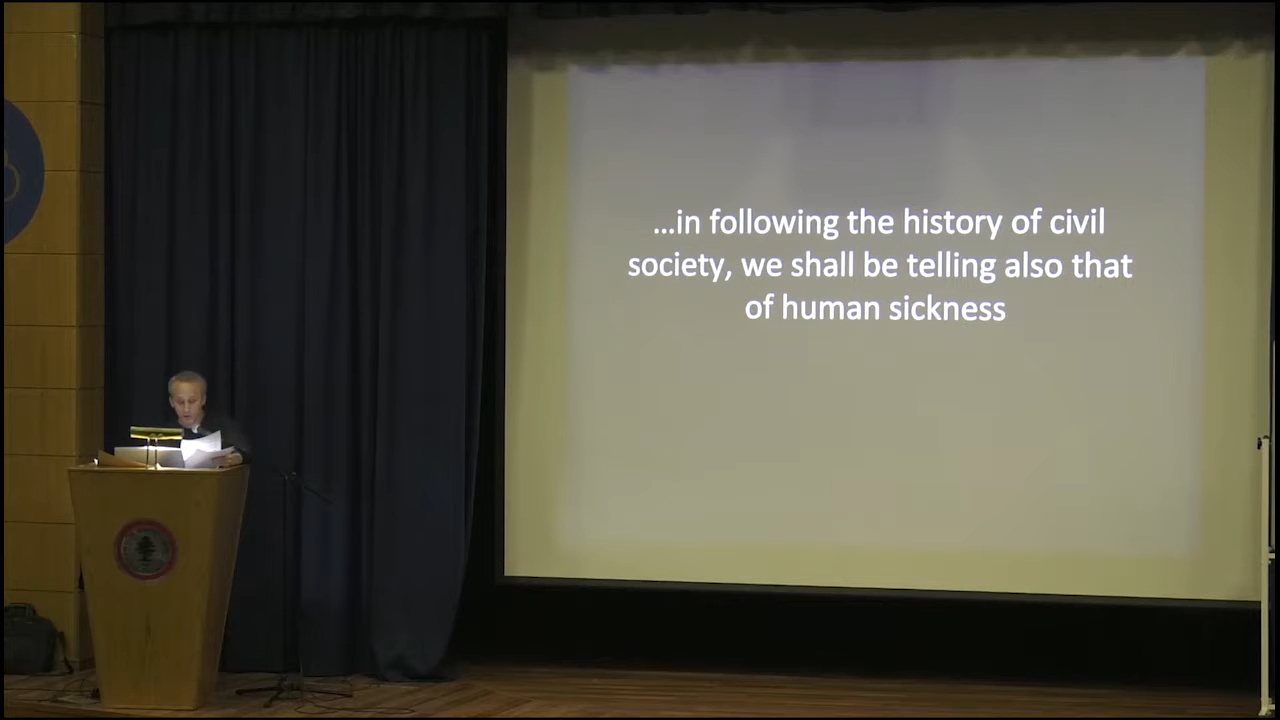 ...in following the history of civil
society, we shall be telling also that
of human sickness